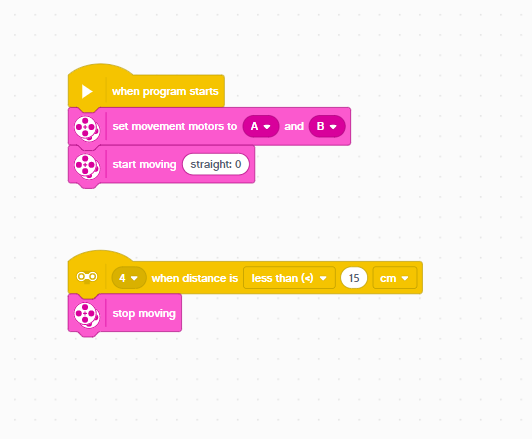 when program starts
set movement motors to A and B
start moving straight: 0
4 when distance is less than (<) 15 cm
stop moving